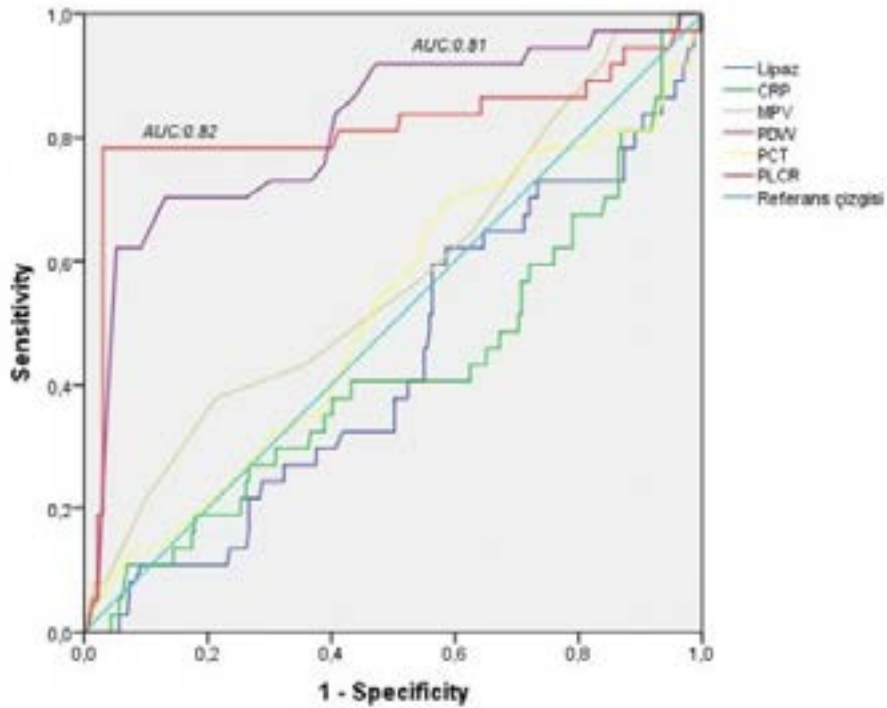 1,0
0,8
0,6
0,4
0,2
0,0
Sensitivity
AUC:0.81
AUC:0.82
0,0 0,2 0,4 0,6 0,8 1,0
1 - Specificity
Lipaz
CRP
MPV
PDW
PCT
PLCR
Referans çizgisi